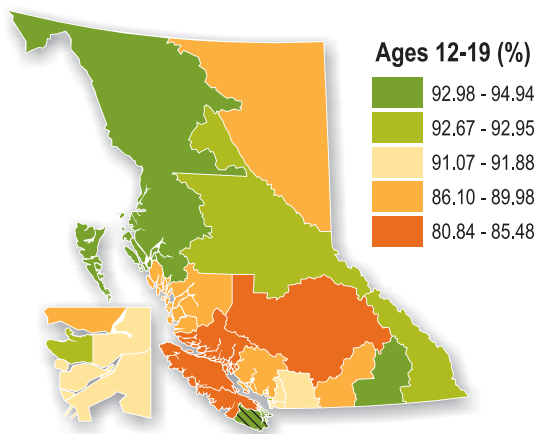 Ages 12-19 (%)
92.98 - 94.94
92.67 - 92.95
91.07 - 91.88
86.10 - 89.98
80.84 - 85.48